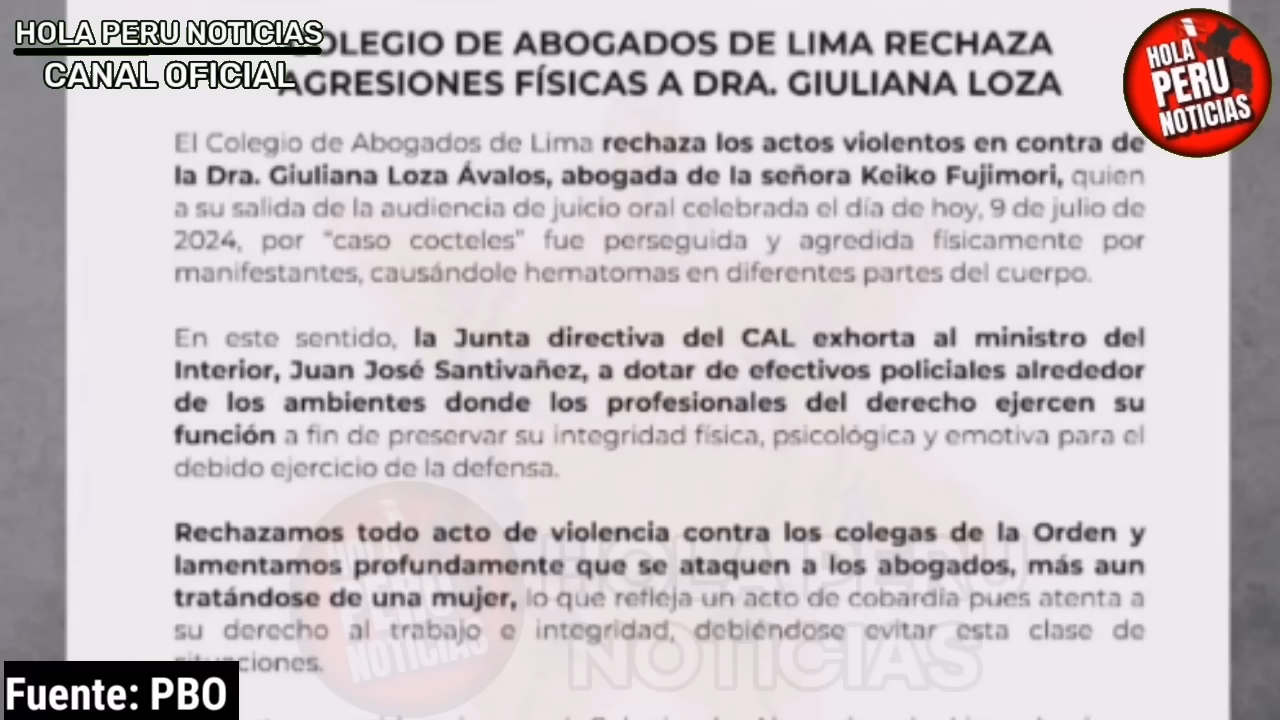 HOLA PERU NOTICIAS
CANAL OFICIAL
COLEGIO DE ABOGADOS DE LIMA RECHAZA
AGRESIONES FÍSICAS A DRA. GIULIANA LOZA
HOLA
PERU
NOTICIAS
El Colegio de Abogados de Lima rechaza los actos violentos en contra de
la Dra. Giuliana Loza Ávalos, abogada de la señora Keiko Fujimori, quien
a su salida de la audiencia de juicio oral celebrada el día de hoy, 9 de julio de
2024, por “caso cocteles” fue perseguida y agredida físicamente por
manifestantes, causándole hematomas en diferentes partes del cuerpo.
En este sentido, la Junta directiva del CAL exhorta al ministro del
Interior, Juan José Santivañez, a dotar de efectivos policiales alrededor
de los ambientes donde los profesionales del derecho ejercen su
función a fin de preservar su integridad física, psicológica y emotiva para el
debido ejercicio de la defensa.
Rechazamos todo acto de violencia contra los colegas de la Orden y
lamentamos profundamente que se ataquen a los abogados, más aun
tratándose de una mujer, lo que refleja un acto de cobardía pues atenta a
su derecho al trabajo e integridad, debiéndose evitar esta clase de
situaciones.
HOLA PERU
NOTICIAS
HOLA
PERU
NOTICIAS
Fuente: PBO